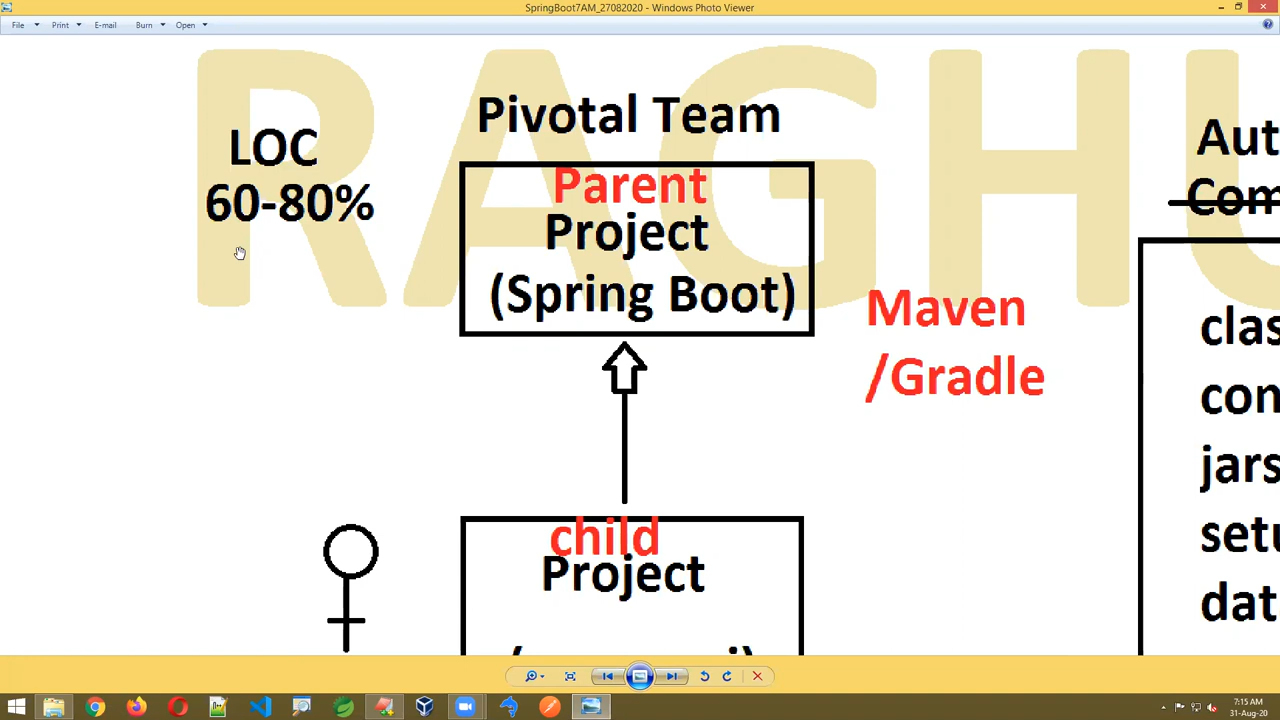 SpringBoot7AM_27082020 - Windows Photo Viewer
File Print E-mail Burn Open
RAGHU
Pivotal Team
LOC
60-80%
Parent
Project
(Spring Boot)
Maven
/Gradle
child
Project
Aut
Com
clas
con
jars
setu
dat
7:15 AM
31-Aug-20